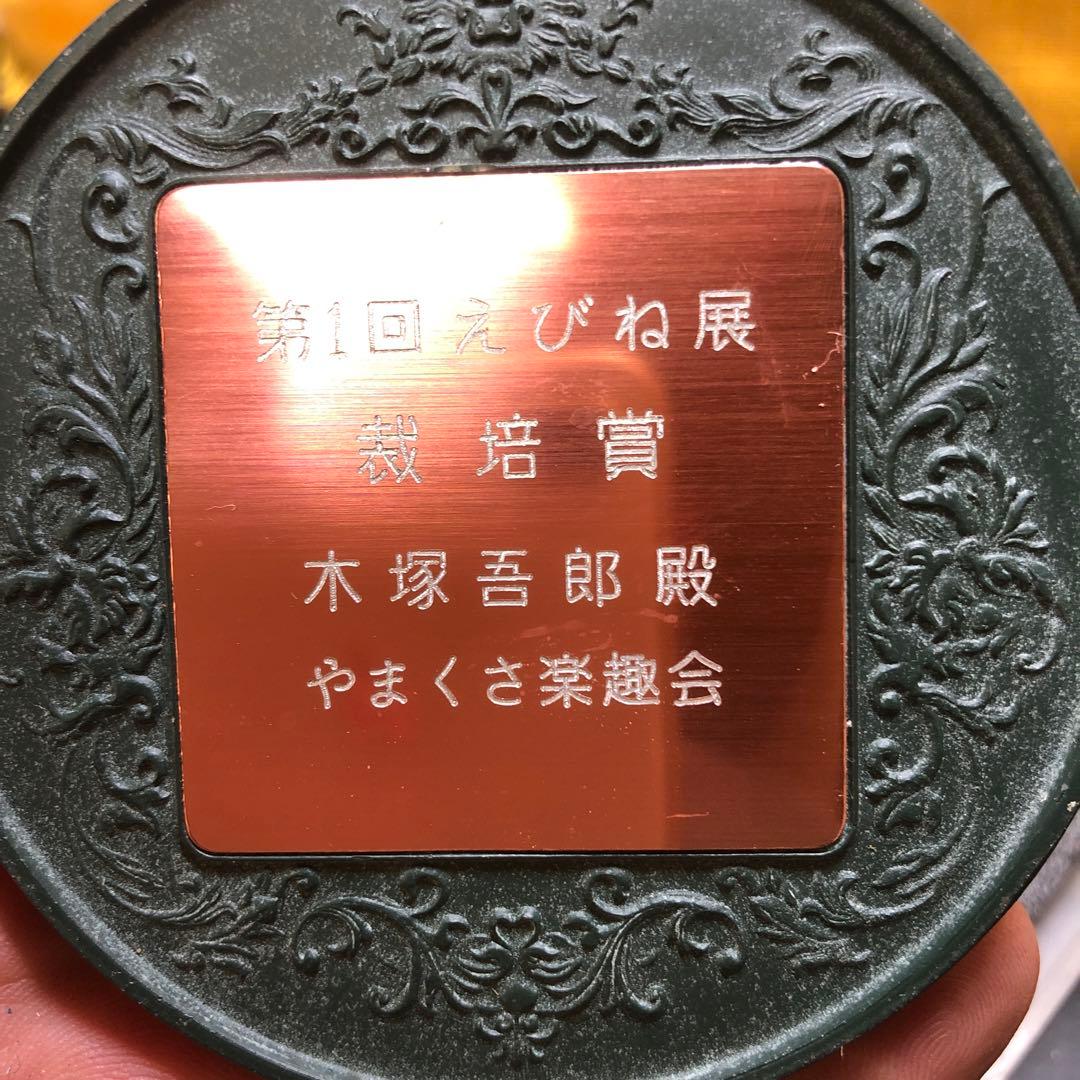 第1回えびね展
栽培賞
木塚吾郎殿
やまくさ楽趣会